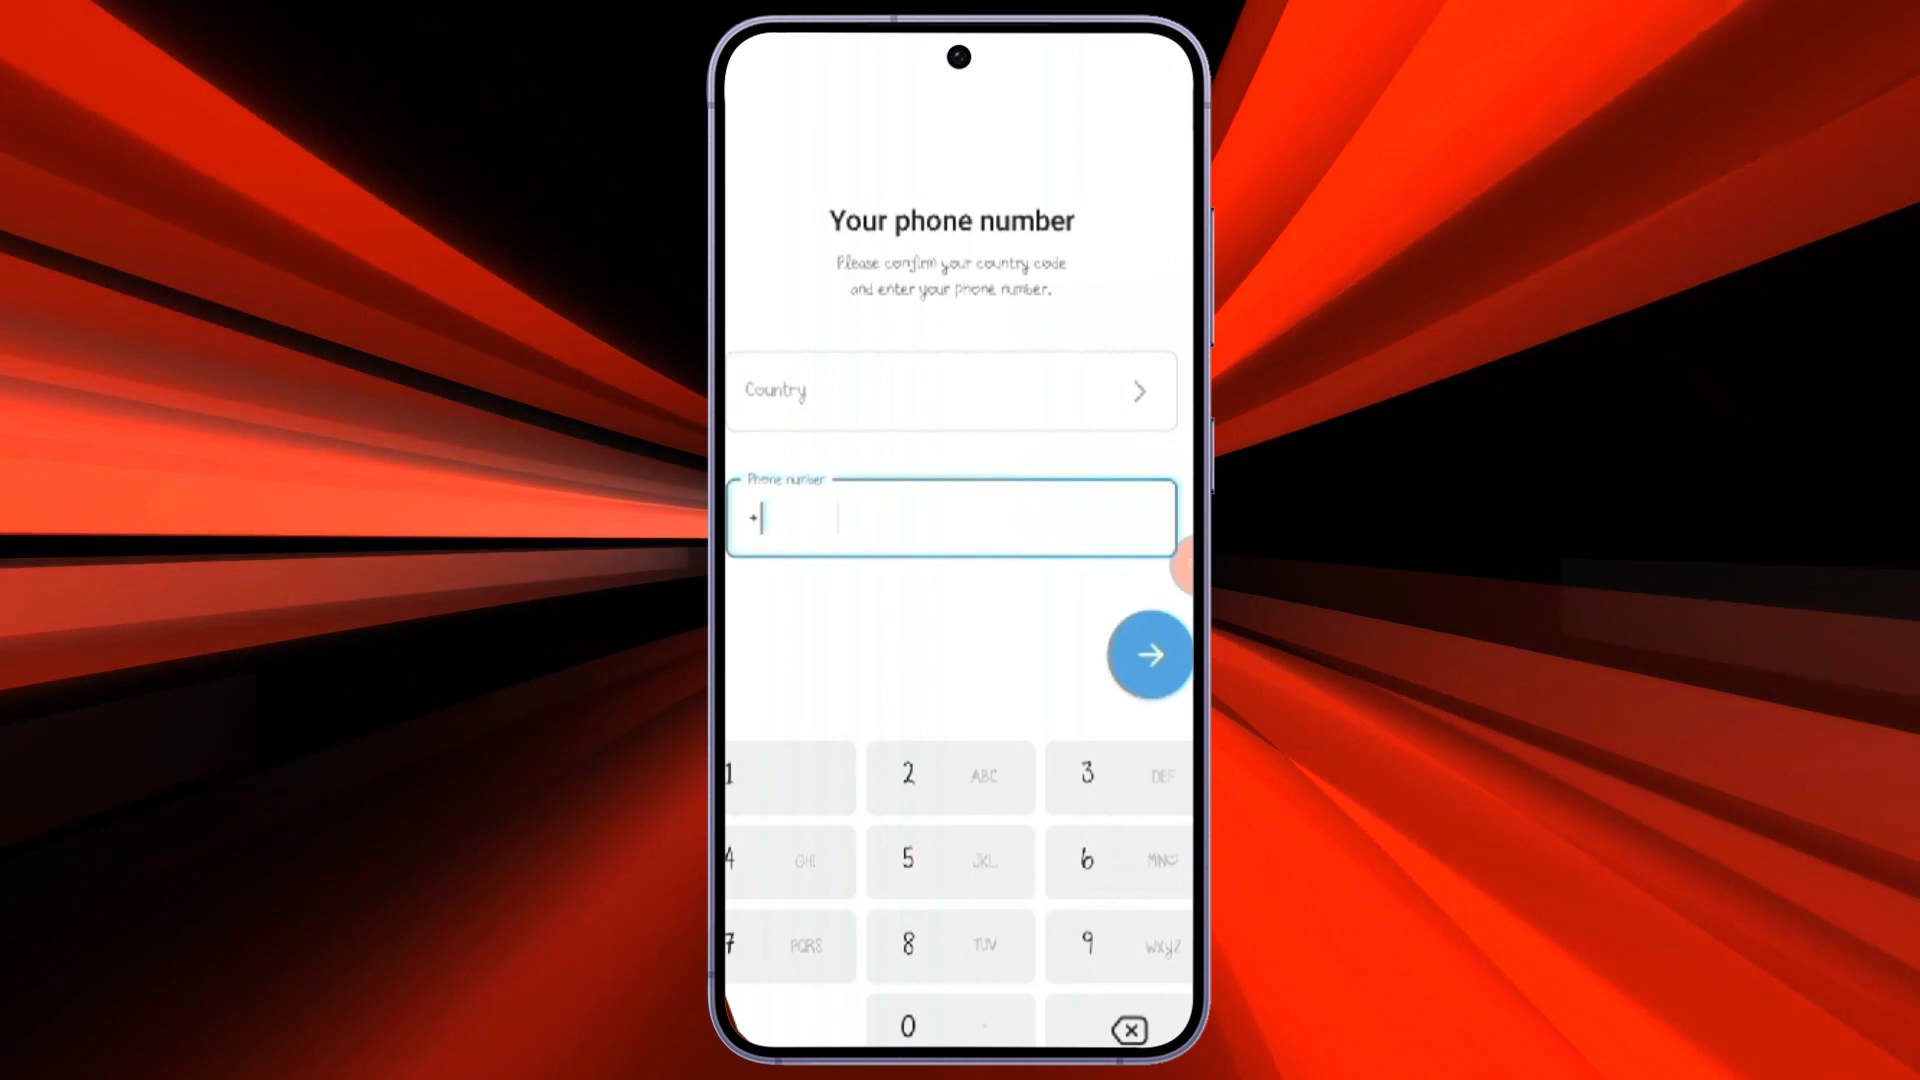 Your phone number
Please confirm your country code
and enter your phone number.
Country
Phone number
+
1
2 ABC
3 DEF
4 GHI
5 JKL
6 MNO
7 PQRS
8 TUV
9 WXYZ
0